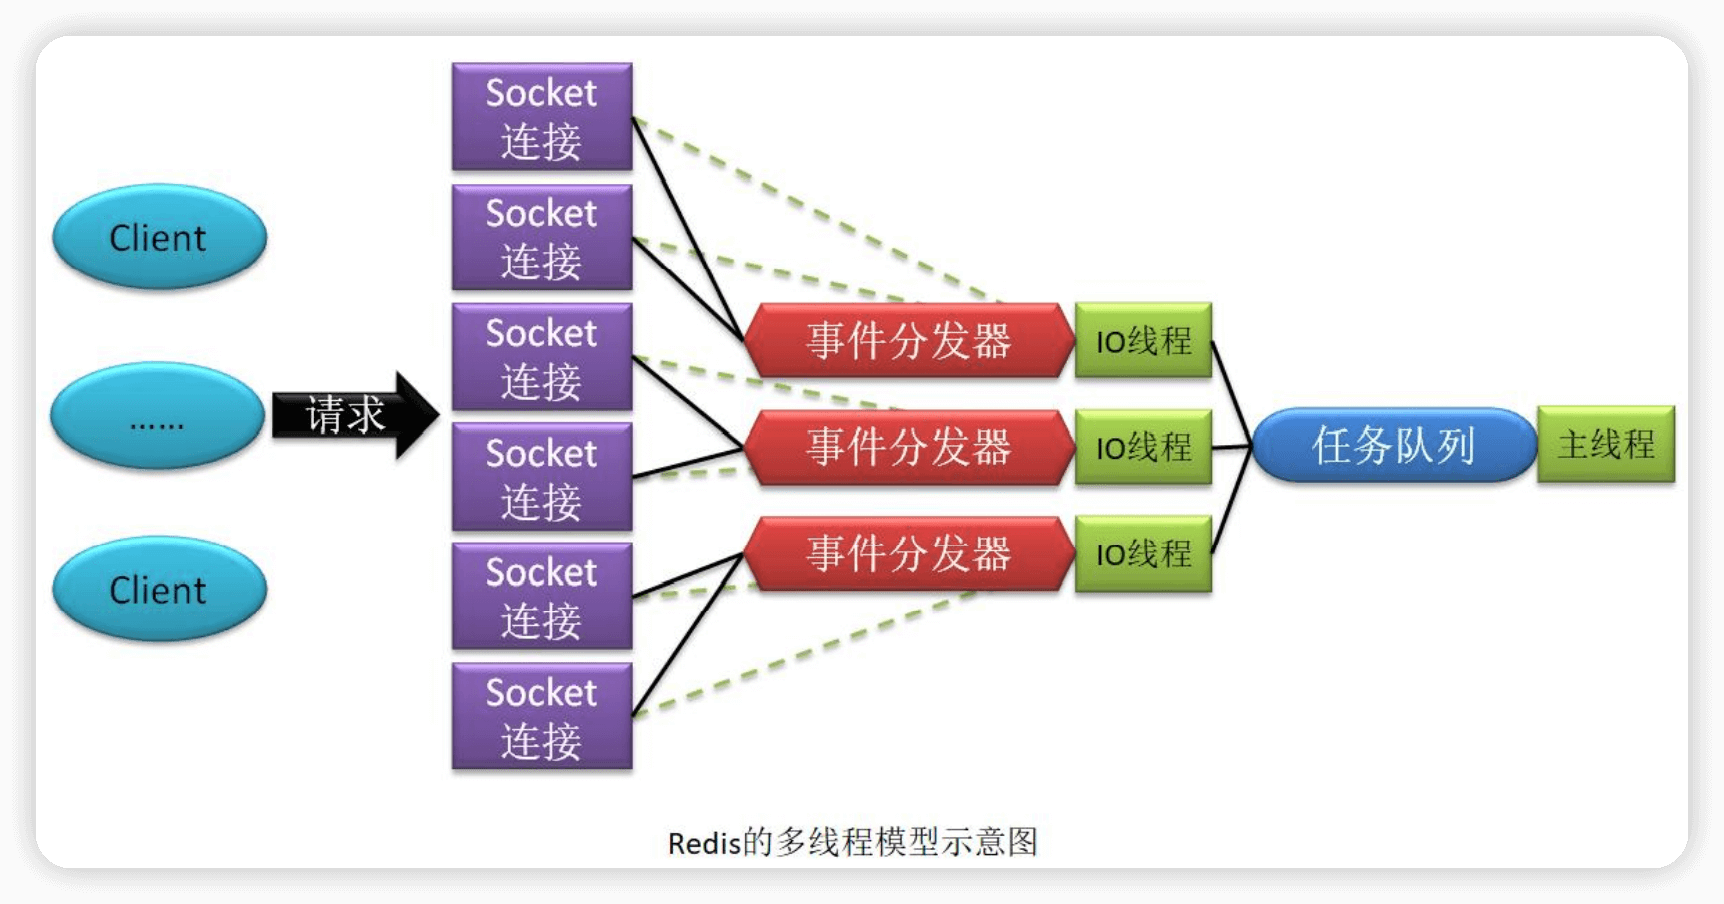 Client
……
Client
请求
Socket
连接
Socket
连接
Socket
连接
Socket
连接
Socket
连接
Socket
连接
事件分发器
IO线程
事件分发器
IO线程
事件分发器
IO线程
任务队列
主线程
Redis的多线程模型示意图